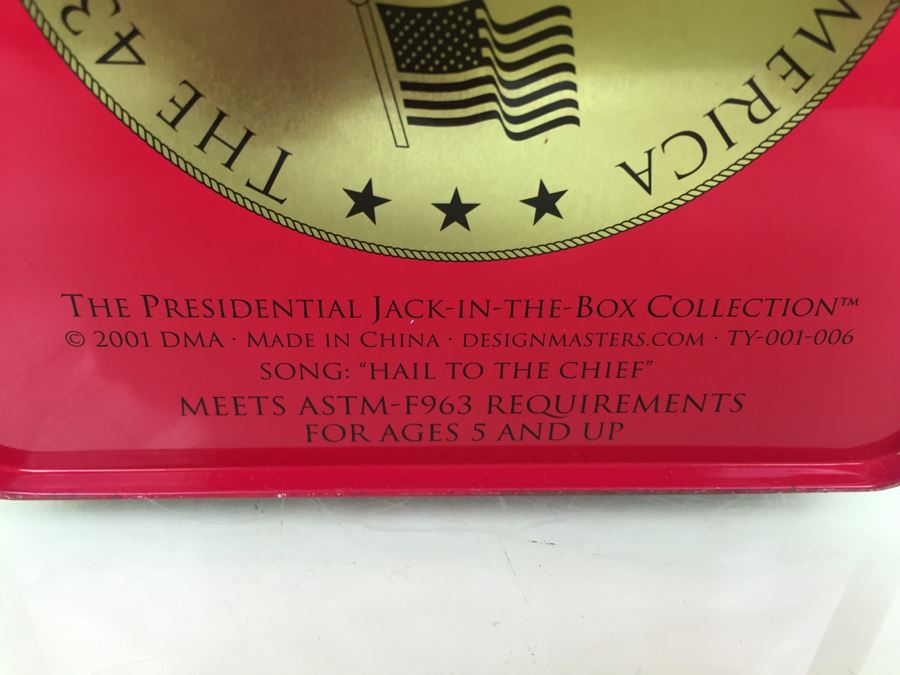 THE 43
AMERICA
THE PRESIDENTIAL JACK-IN-THE-BOX COLLECTION™
© 2001 DMA · MADE IN CHINA · DESIGNMASTERS.COM · TY-001-006
SONG: “HAIL TO THE CHIEF”
MEETS ASTM-F963 REQUIREMENTS
FOR AGES 5 AND UP